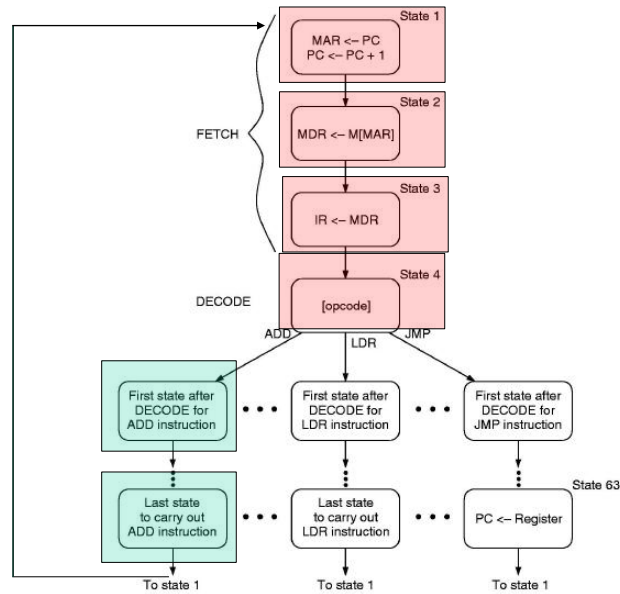 State 1
MAR <– PC
PC <– PC + 1
State 2
FETCH
MDR <– M[MAR]
State 3
IR <– MDR
State 4
DECODE
[opcode]
ADD
LDR
JMP
First state after
DECODE for
ADD instruction
First state after
DECODE for
LDR instruction
First state after
DECODE for
JMP instruction
State 63
Last state
to carry out
ADD instruction
Last state
to carry out
LDR instruction
PC <– Register
To state 1
To state 1
To state 1